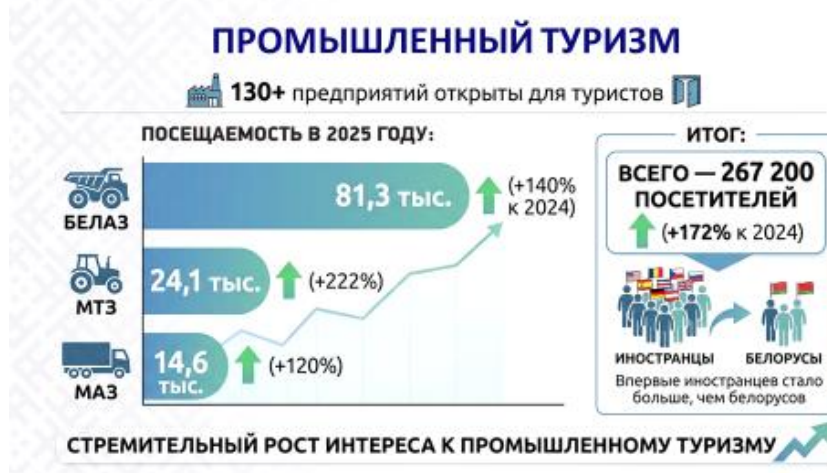 ПРОМЫШЛЕННЫЙ ТУРИЗМ
130+ предприятий открыты для туристов
ПОСЕЩАЕМОСТЬ В 2025 ГОДУ:
БЕЛАЗ
81,3 тыс.
(+140%
к 2024)
МТЗ
24,1 тыс.
(+222%)
МАЗ
14,6
тыс.
(+120%)
ИТОГ:
ВСЕГО — 267 200
ПОСЕТИТЕЛЕЙ
(+172% к 2024)
ИНОСТРАНЦЫ
БЕЛОРУСЫ
Впервые иностранцев стало
больше, чем белорусов
СТРЕМИТЕЛЬНЫЙ РОСТ ИНТЕРЕСА К ПРОМЫШЛЕННОМУ ТУРИЗМУ